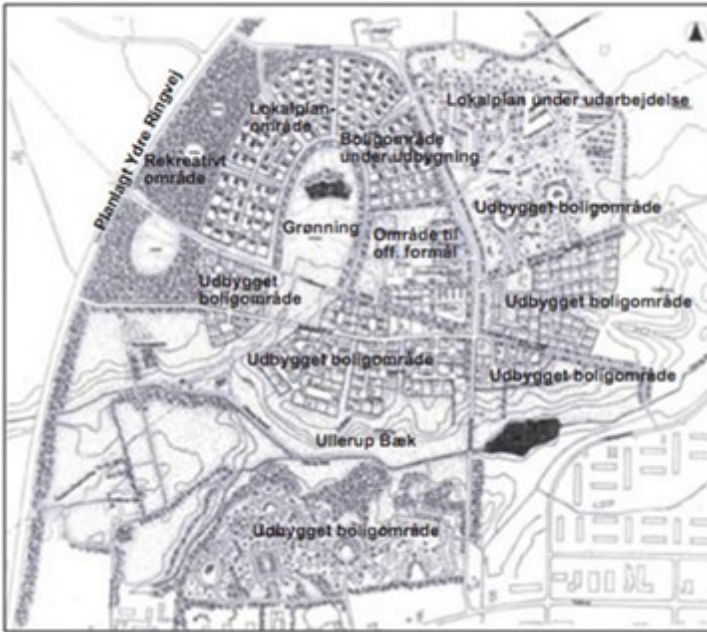 Planlagt Ydre Ringvej
Lokalplan-
område
Boligområde
under udbygning
Lokalplan under udarbejdelse
Rekreativt
område
Udbygget boligområde
Grønning
Område til
off. formål
Udbygget
boligområde
Udbygget boligområde
Udbygget boligområde
Udbygget boligområde
Ullerup Bæk
Udbygget boligområde